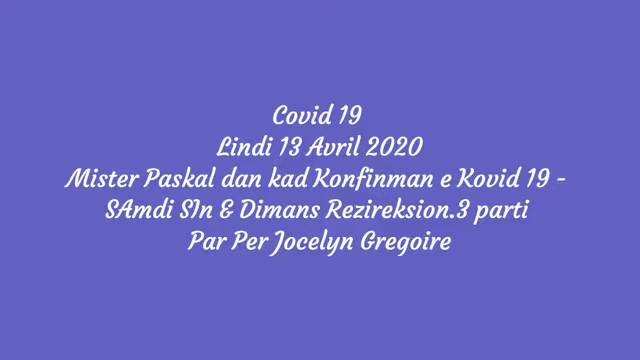 Covid 19
Lindi 13 Avril 2020
Mister Paskal dan kad Konfinman e Kovid 19 -
SAmdi SIn & Dimans Rezireksion.3 parti
Par Per Jocelyn Gregoire